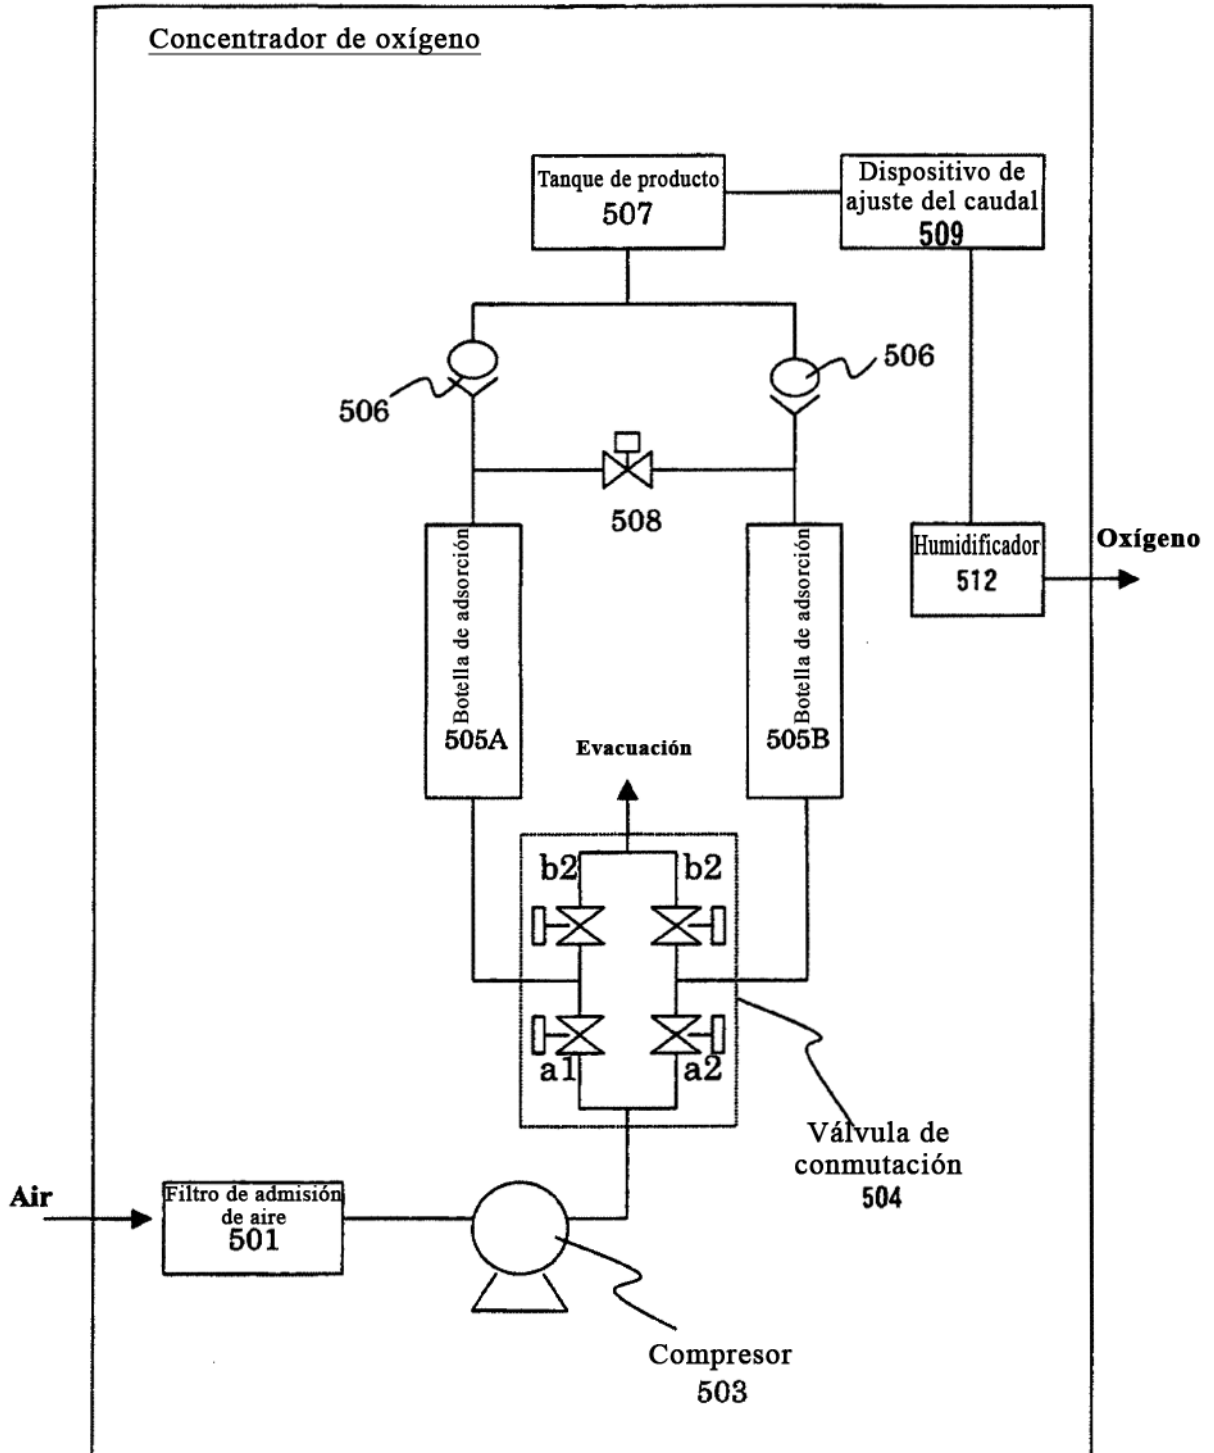 Concentrador de oxígeno
Tanque de producto
507
Dispositivo de
ajuste del caudal
509
506
506
508
Botella de adsorción
505A
Botella de adsorción
505B
Humidificador
512
Oxígeno
Evacuación
b2
b2
a1
a2
Válvula de
conmutación
504
Air
Filtro de admisión
de aire
501
Compresor
503